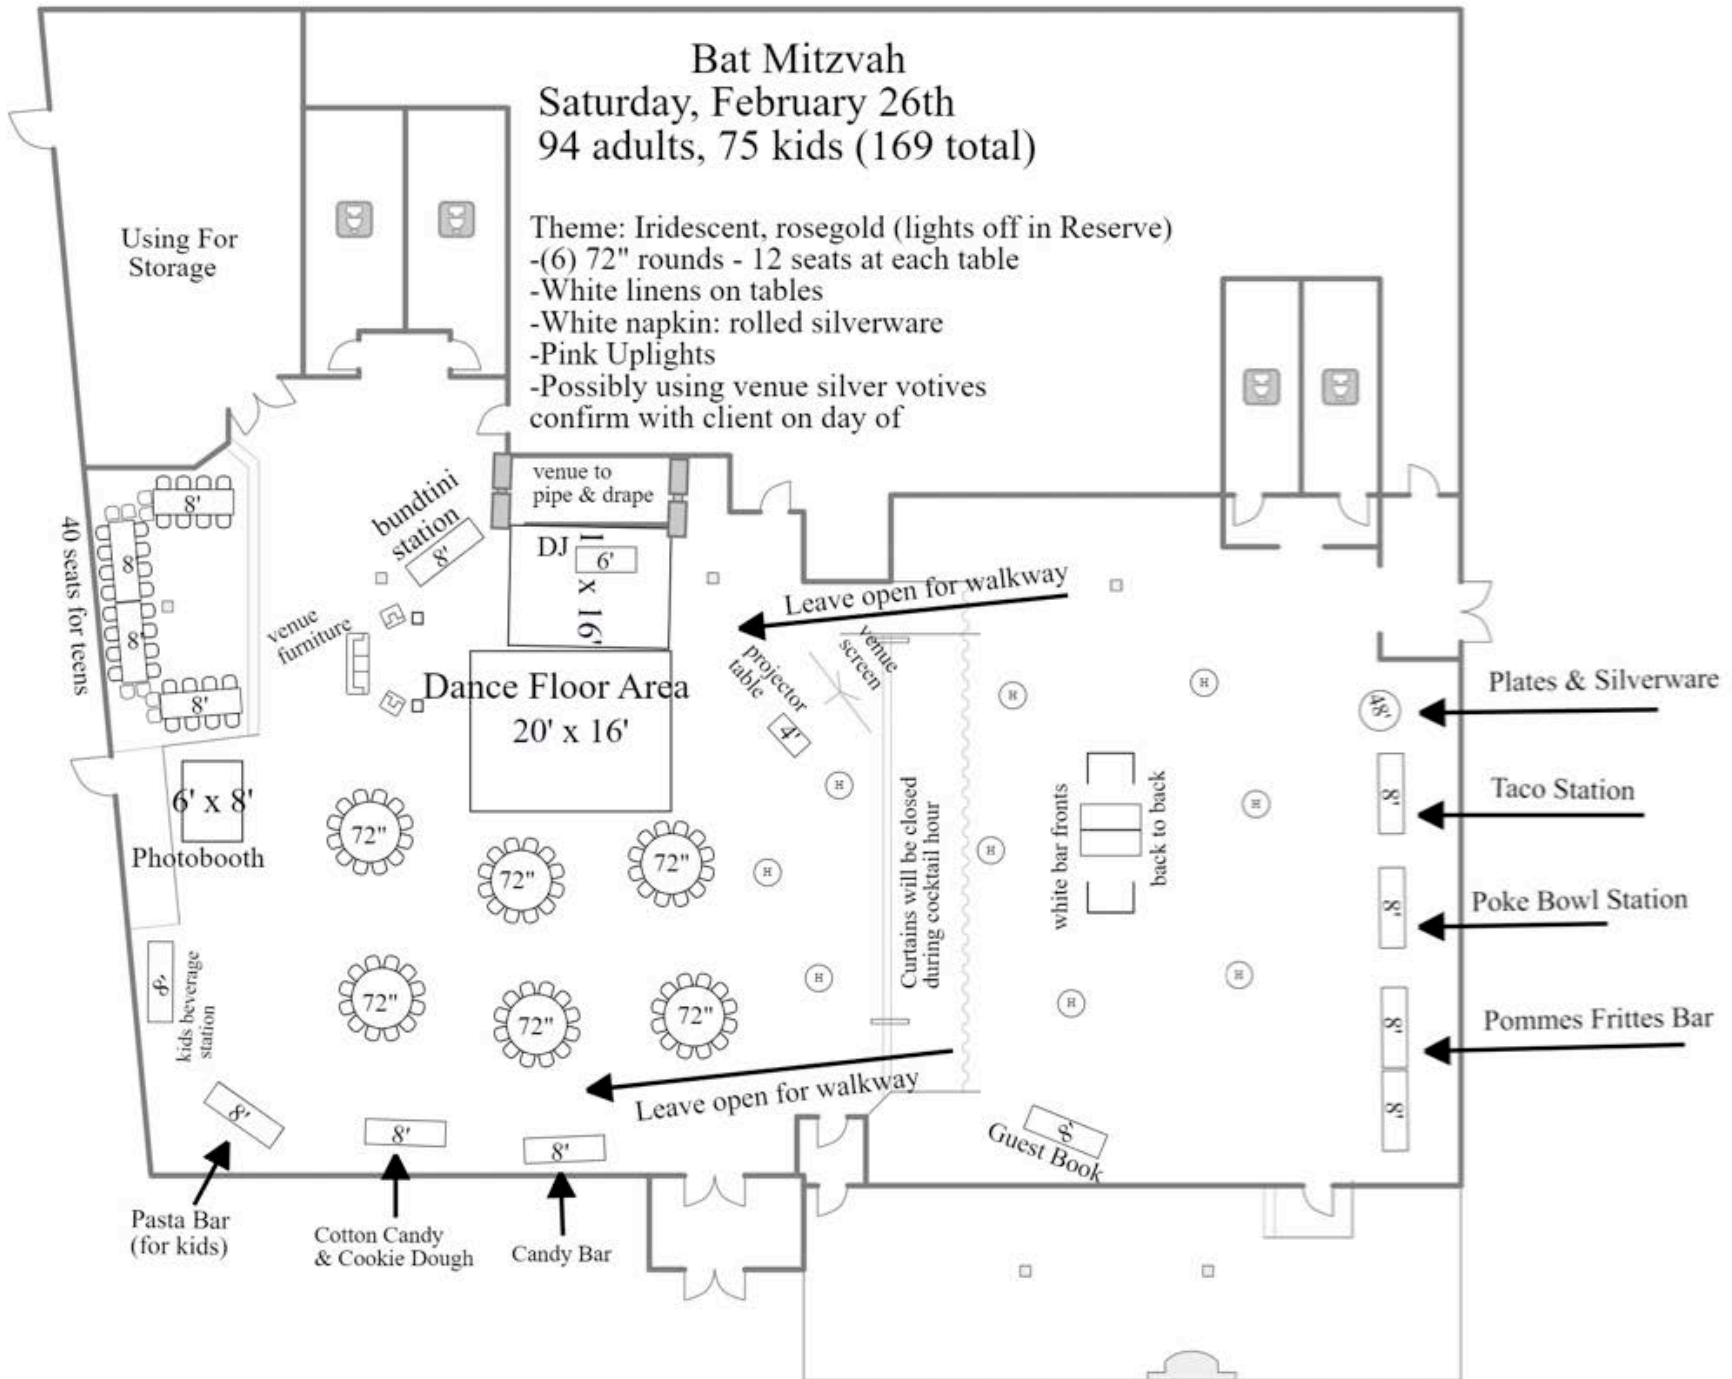 Bat Mitzvah
Saturday, February 26th
94 adults, 75 kids (169 total)
Theme: Iridescent, rosegold (lights off in Reserve)
-(6) 72" rounds - 12 seats at each table
-White linens on tables
-White napkin: rolled silverware
-Pink Uplights
-Possibly using venue silver votives
confirm with client on day of
Using For
Storage
venue to
pipe & drape
bundtini
station
8'
DJ
6'
x 16'
40 seats for teens
8'
8'
8'
8'
venue
furniture
Leave open for walkway
venue
screen
projector
table
4'
Dance Floor Area
20' x 16'
6' x 8'
Photobooth
72"
72"
72"
72"
72"
72"
H
H
H
H
H
H
H
H
H
Curtains will be closed
during cocktail hour
white bar fronts
back to back
48'
Plates & Silverware
8'
Taco Station
8'
Poke Bowl Station
8'
8'
Pommes Frittes Bar
8'
kids beverage
station
Leave open for walkway
8'
Guest Book
8'
Pasta Bar
(for kids)
8'
Cotton Candy
& Cookie Dough
8'
Candy Bar